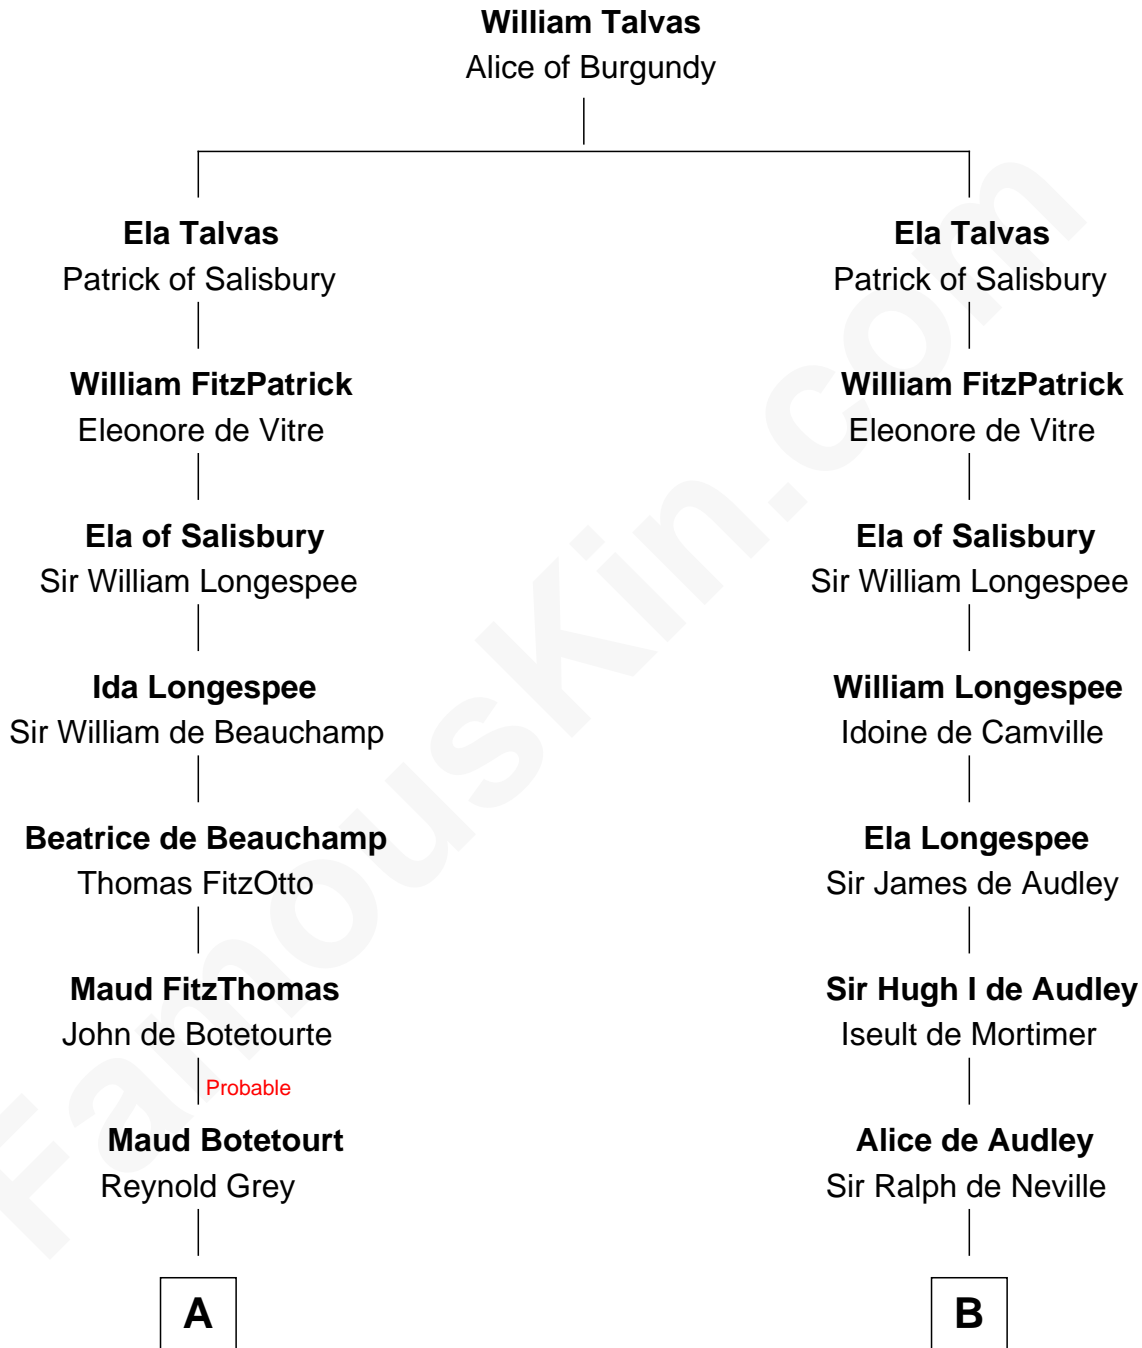 William Talvas
Alice of Burgundy
Ela Talvas
Patrick of Salisbury
William FitzPatrick
Eleonore de Vitre
Ela of Salisbury
Sir William Longespee
Ida Longespee
Sir William de Beauchamp
Beatrice de Beauchamp
Thomas FitzOtto
Maud FitzThomas
John de Botetourte
Probable
Maud Botetourt
Reynold Grey
A
Ela Talvas
Patrick of Salisbury
William FitzPatrick
Eleonore de Vitre
Ela of Salisbury
Sir William Longespee
William Longespee
Idoine de Camville
Ela Longespee
Sir James de Audley
Sir Hugh I de Audley
Iseult de Mortimer
Alice de Audley
Sir Ralph de Neville
B
FamousKin.com